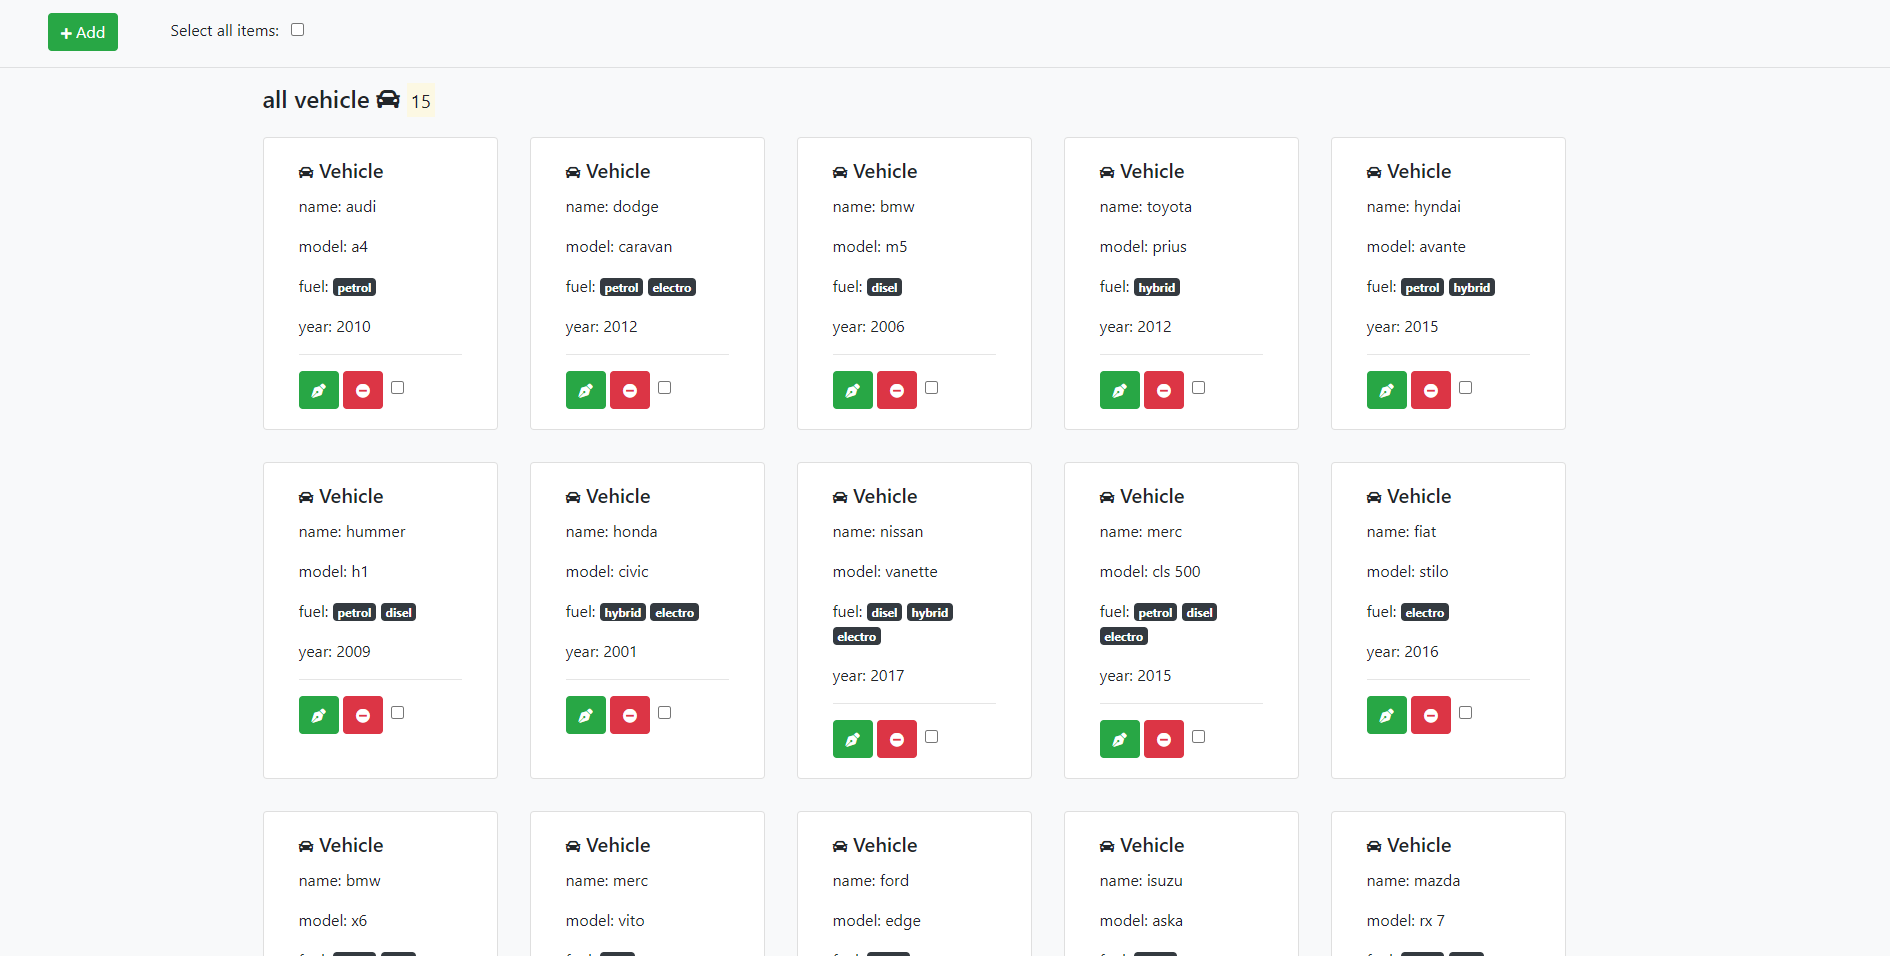 Add
Select all items:
all vehicle 15
Vehicle
name: audi
model: a4
fuel: petrol
year: 2010
Vehicle
name: dodge
model: caravan
fuel: petrol electro
year: 2012
Vehicle
name: bmw
model: m5
fuel: disel
year: 2006
Vehicle
name: toyota
model: prius
fuel: hybrid
year: 2012
Vehicle
name: hyndai
model: avante
fuel: petrol hybrid
year: 2015
Vehicle
name: hummer
model: h1
fuel: petrol disel
year: 2009
Vehicle
name: honda
model: civic
fuel: hybrid electro
year: 2001
Vehicle
name: nissan
model: vanette
fuel: disel hybrid
electro
year: 2017
Vehicle
name: merc
model: cls 500
fuel: petrol disel
electro
year: 2015
Vehicle
name: fiat
model: stilo
fuel: electro
year: 2016
Vehicle
name: bmw
model: x6
Vehicle
name: merc
model: vito
Vehicle
name: ford
model: edge
Vehicle
name: isuzu
model: aska
Vehicle
name: mazda
model: rx 7